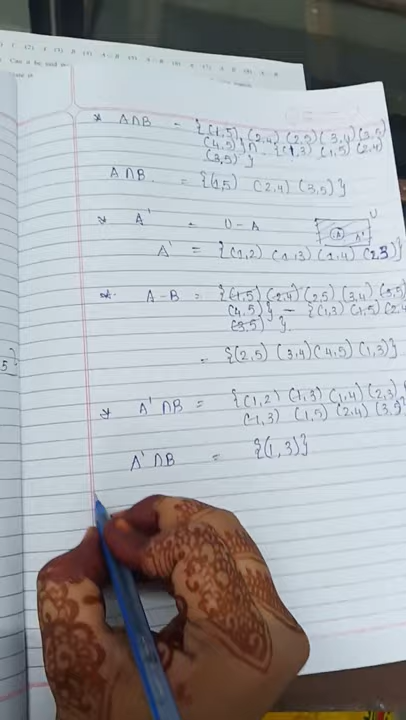 * A∩B = {(1,5), (2,4) (2,5) (3,4) (3,5)
(4,5)} ∩ {(1,3) (1,5) (2,4)
(3,5)}
A∩B. = {(1,5) (2,4) (3,5)}
* A' = U - A
U
A A'
A' = {(1,2) (1,3) (1,4) (2,3)}
* A-B = {(1,5) (2,4) (2,5) (3,4) (3,5)
(4,5)} - {(1,3) (1,5) (2,4
(3,5)}.
= {(2,5) (3,4) (4,5) (1,3)}
* A'∩B = {(1,2) (1,3) (1,4) (2,3)
(1,3) (1,5) (2,4) (3,5)
A'∩B = {(1,3)}
5}